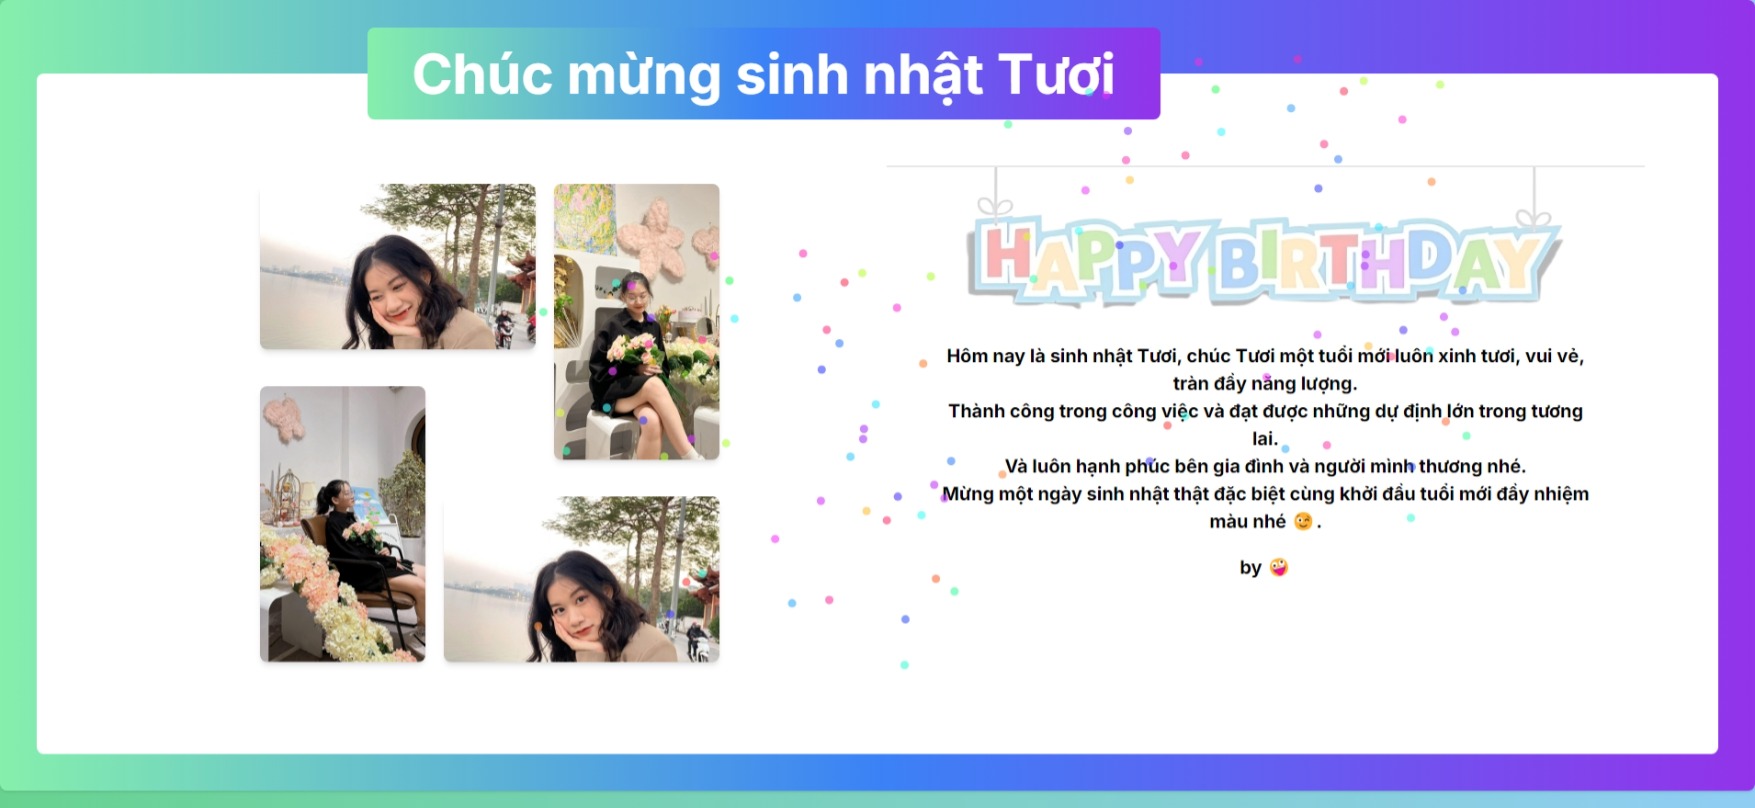 Chúc mừng sinh nhật Tươi
HAPPY BIRTHDAY
Hôm nay là sinh nhật Tươi, chúc Tươi một tuổi mới luôn xinh tươi, vui vẻ,
tràn đầy năng lượng.
Thành công trong công việc và đạt được những dự định lớn trong tương
lai.
Và luôn hạnh phúc bên gia đình và người mình thương nhé.
Mừng một ngày sinh nhật thật đặc biệt cùng khởi đầu tuổi mới đầy nhiệm
màu nhé 😉 .
by 🤪